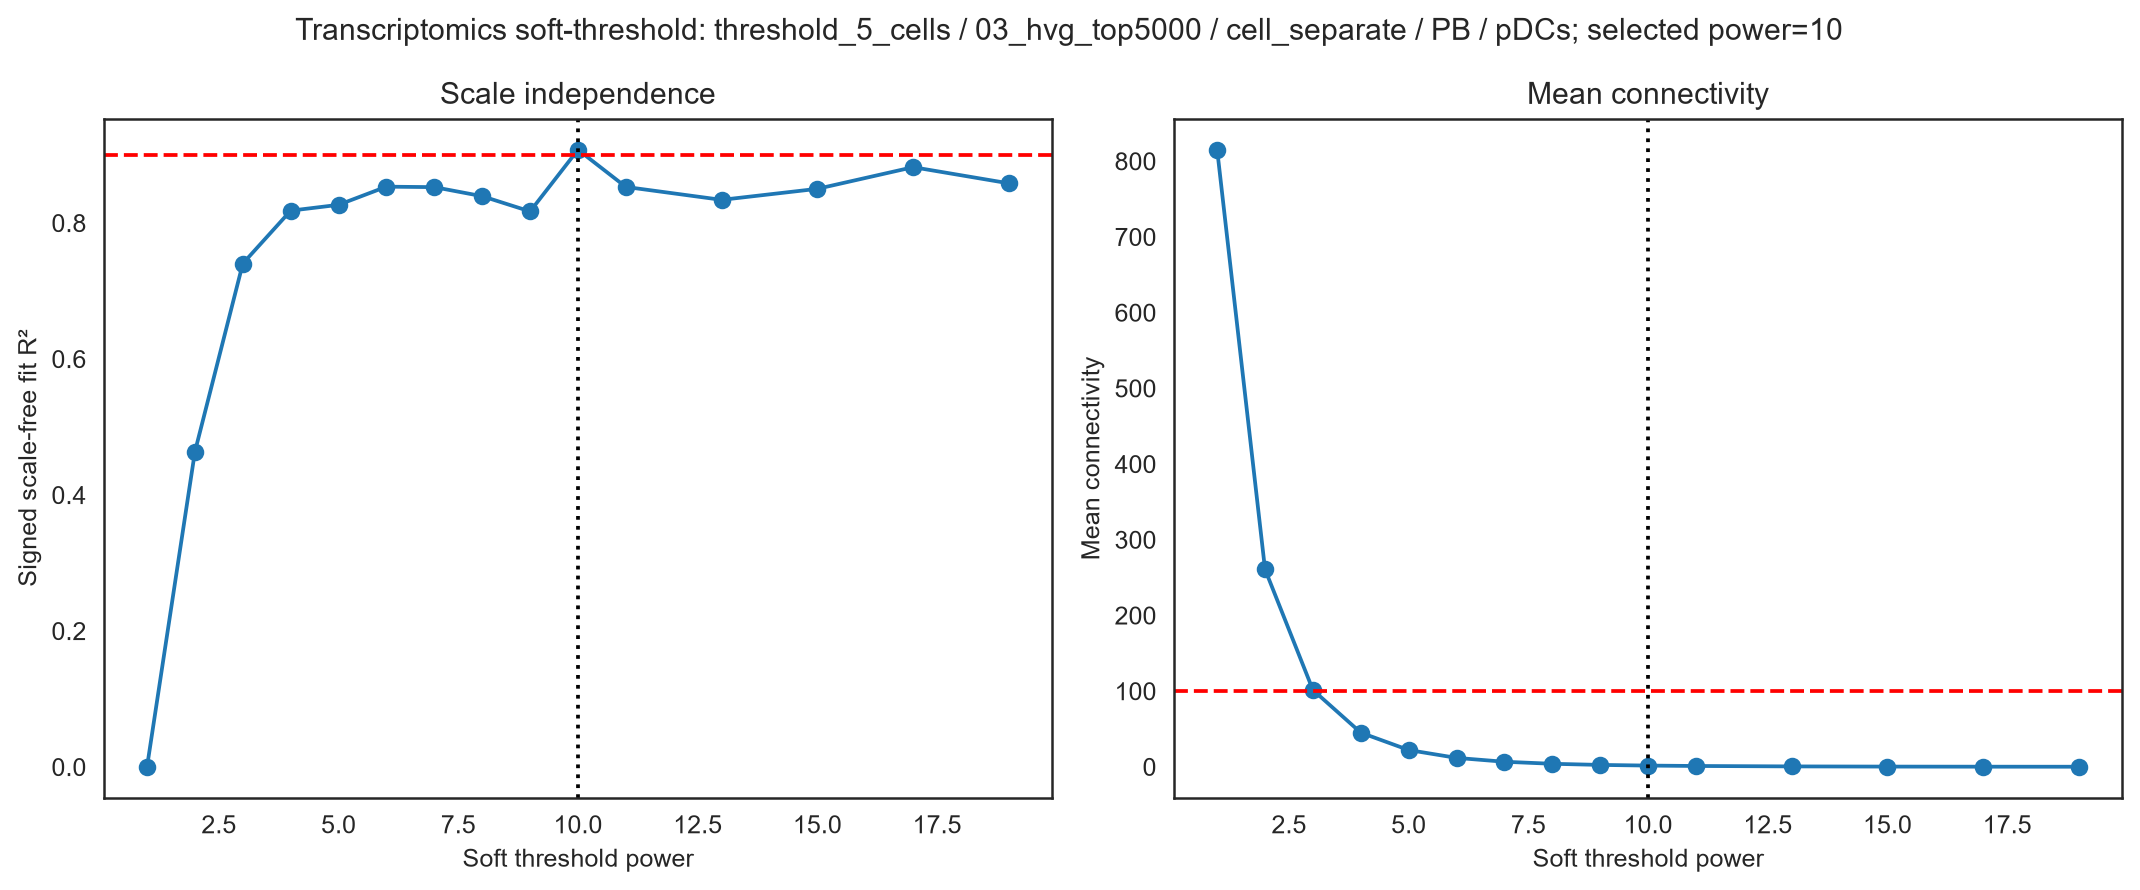 Transcriptomics soft-threshold: threshold_5_cells / 03_hvg_top5000 / cell_separate / PB / pDCs; selected power=10
Scale independence
Signed scale-free fit R²
0.8
0.6
0.4
0.2
0.0
2.5 5.0 7.5 10.0 12.5 15.0 17.5
Soft threshold power
Mean connectivity
Mean connectivity
800
700
600
500
400
300
200
100
0
2.5 5.0 7.5 10.0 12.5 15.0 17.5
Soft threshold power